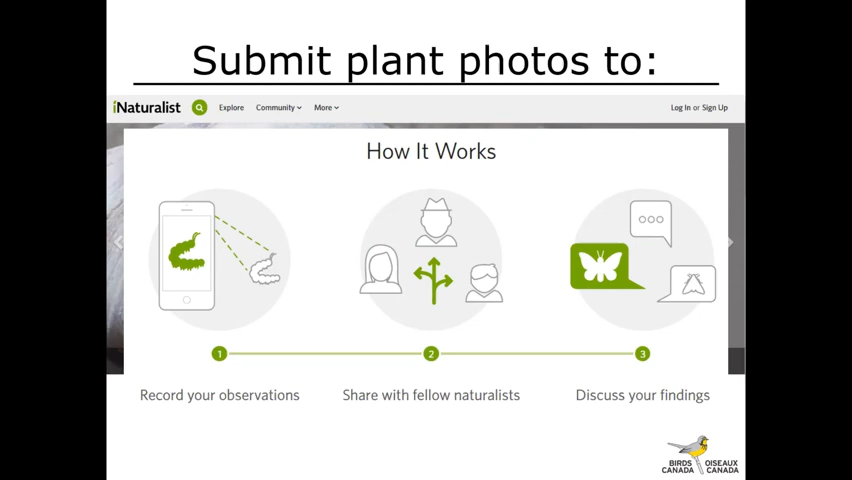 Submit plant photos to:
iNaturalist Explore Community More Log In or Sign Up
How It Works
1 2 3
Record your observations Share with fellow naturalists Discuss your findings
BIRDS OISEAUX
CANADA CANADA